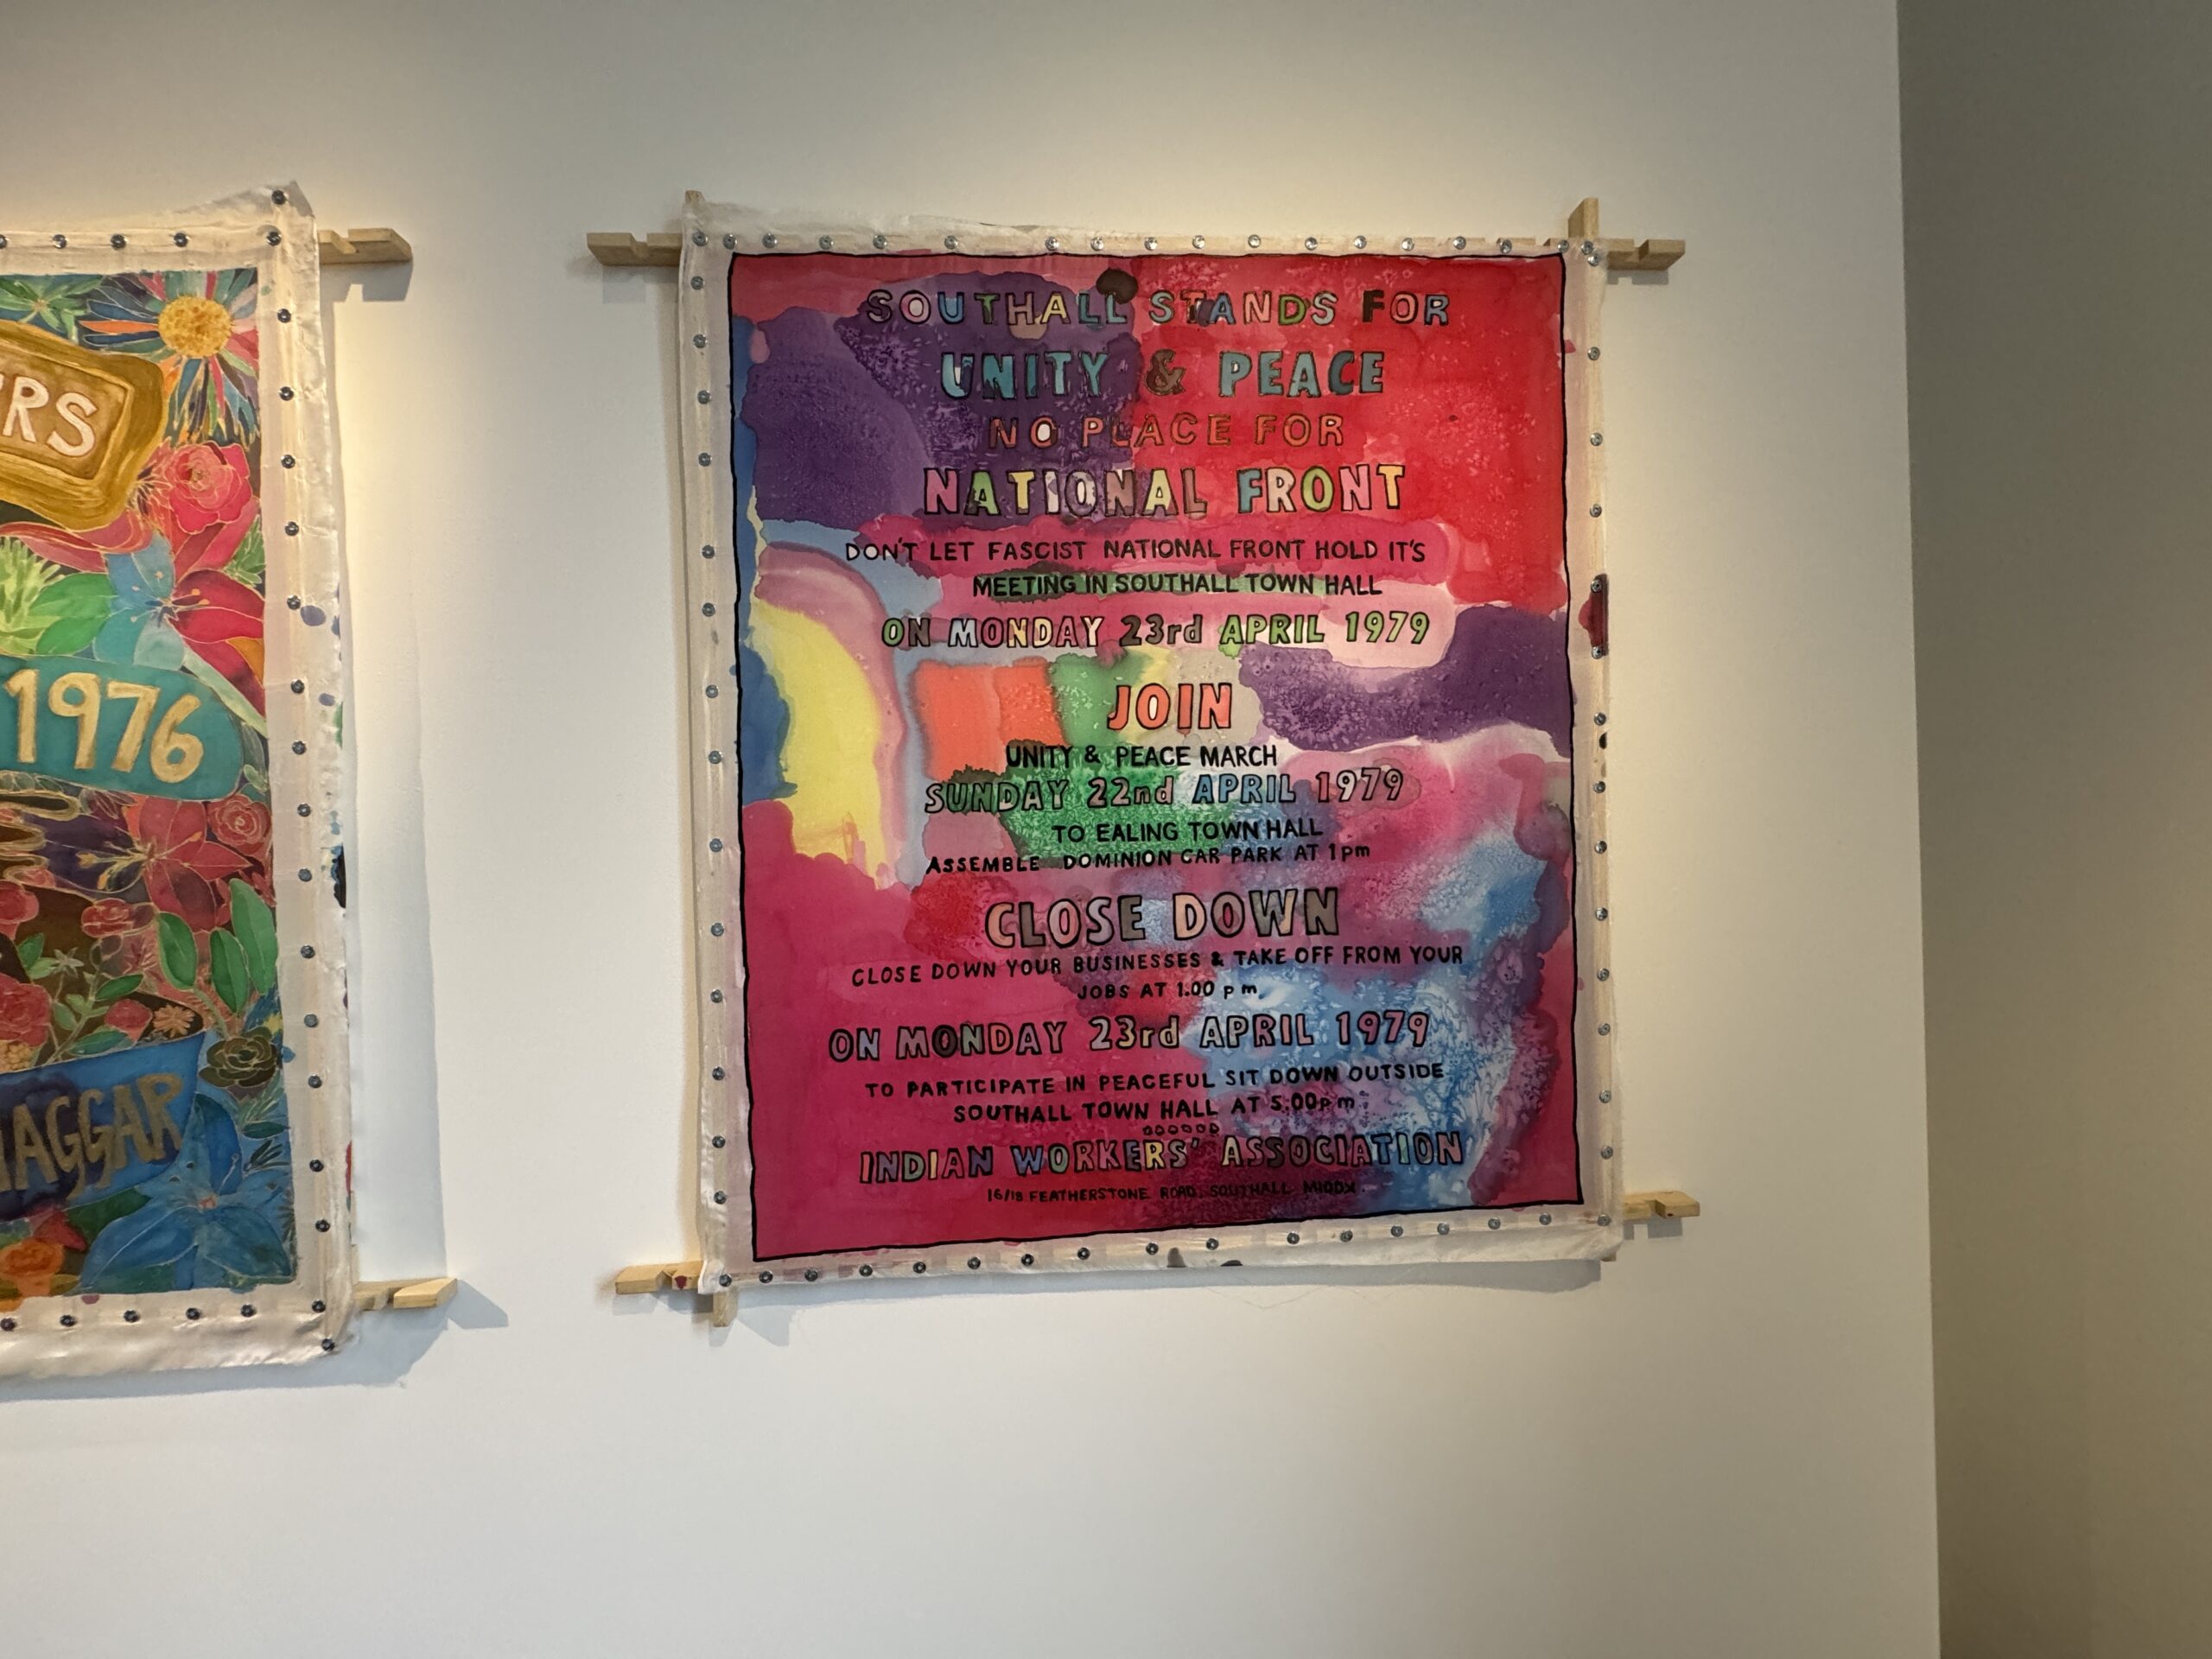 URS
1976
HAGGAR
SOUTHALL STANDS FOR
UNITY & PEACE
NO PLACE FOR
NATIONAL FRONT
DON'T LET FASCIST NATIONAL FRONT HOLD IT'S
MEETING IN SOUTHALL TOWN HALL
ON MONDAY 23rd APRIL 1979
JOIN
UNITY & PEACE MARCH
SUNDAY 22nd APRIL 1979
TO EALING TOWN HALL
ASSEMBLE DOMINION CAR PARK AT 1pm
CLOSE DOWN
CLOSE DOWN YOUR BUSINESSES & TAKE OFF FROM YOUR
JOBS AT 1.00 pm
ON MONDAY 23rd APRIL 1979
TO PARTICIPATE IN PEACEFUL SIT DOWN OUTSIDE
SOUTHALL TOWN HALL AT 5:00pm
INDIAN WORKERS' ASSOCIATION
16/18 FEATHERSTONE ROAD, SOUTHALL MIDDX.